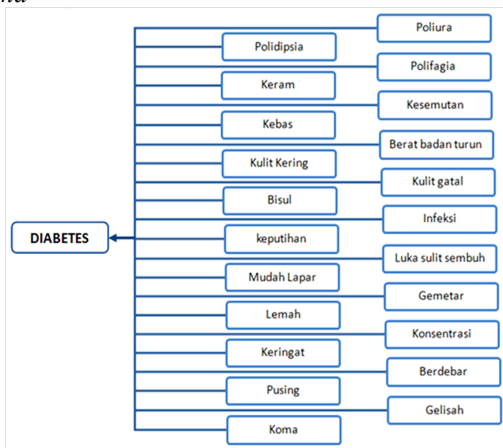 Poliura
Polidipsia
Polifagia
Keram
Kesemutan
Kebas
Berat badan turun
Kulit Kering
Kulit gatal
Bisul
Infeksi
DIABETES
keputihan
Luka sulit sembuh
Mudah Lapar
Gemetar
Lemah
Konsentrasi
Keringat
Berdebar
Pusing
Gelisah
Koma